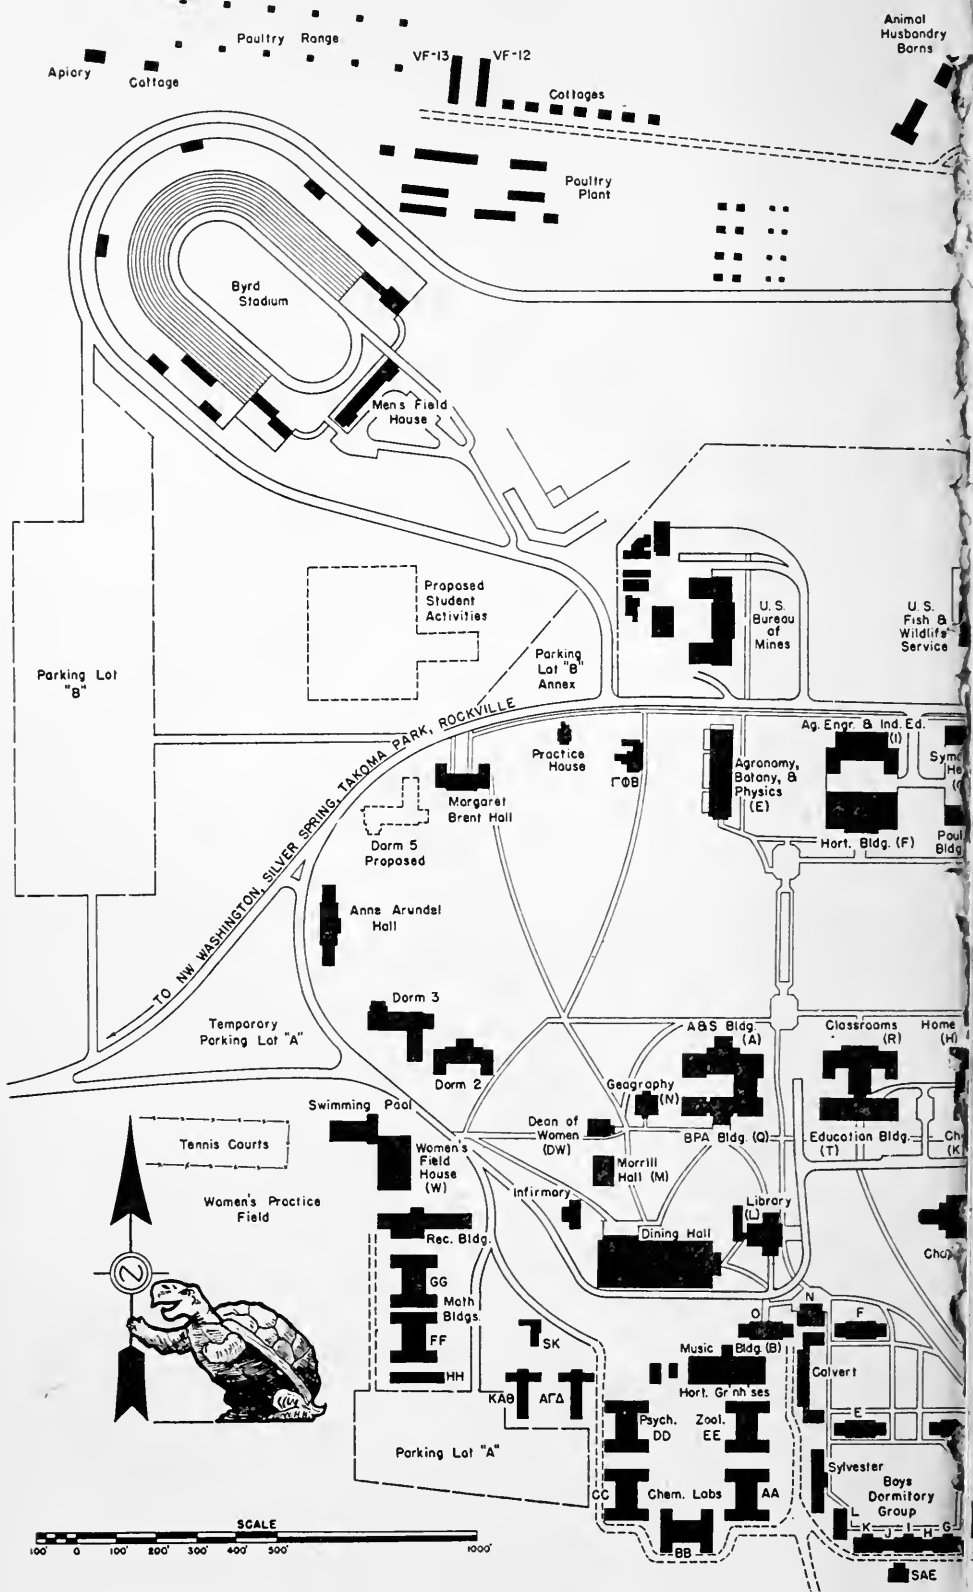 Animal
Husbandry
Barns
Poultry Range
VF-13
VF-12
Apiary
Cottage
Cottages
Poultry
Plant
Byrd
Stadium
Men's Field
House
Proposed
Student
Activities
U. S.
Bureau
of
Mines
U. S.
Fish &
Wildlife
Service
Parking Lot
"B"
Parking
Lot "B"
Annex
TO NW WASHINGTON, SILVER SPRING, TAKOMA PARK, ROCKVILLE
Practice
House
ΓΦΒ
Agronomy,
Botany, &
Physics
(E)
Ag. Engr. & Ind. Ed.
(I)
Margaret
Brent Hall
Dorm 5
Proposed
Hort. Bldg. (F)
Bldg.
Anne Arundel
Hall
Dorm 3
Temporary
Parking Lot "A"
Dorm 2
A&S Bldg.
(A)
Classrooms
(R)
Home
(H)
Geography
(N)
Swimming Pool
Tennis Courts
Women's
Field
House
(W)
Dean of
Women
(DW)
BPA Bldg. (Q)
Education Bldg.
(T)
(K
Morrill
Hall (M)
Women's Practice
Field
Infirmary
Library
(L)
Rec. Bldg.
Dining Hall
GG
Math
Bldgs.
FF
HH
SK
O
N
F
Music Bldg. (B)
Calvert
ΚΑΘ
ΑΓΔ
Hort. Grnh'ses
Psych.
DD
Zool.
EE
E
Parking Lot "A"
Sylvester
CC
Chem. Labs
AA
Boys
Dormitory
Group
L
K
J
I
H
G
BB
SAE
N
SCALE
100' 0 100' 200' 300' 400' 500' 1000'